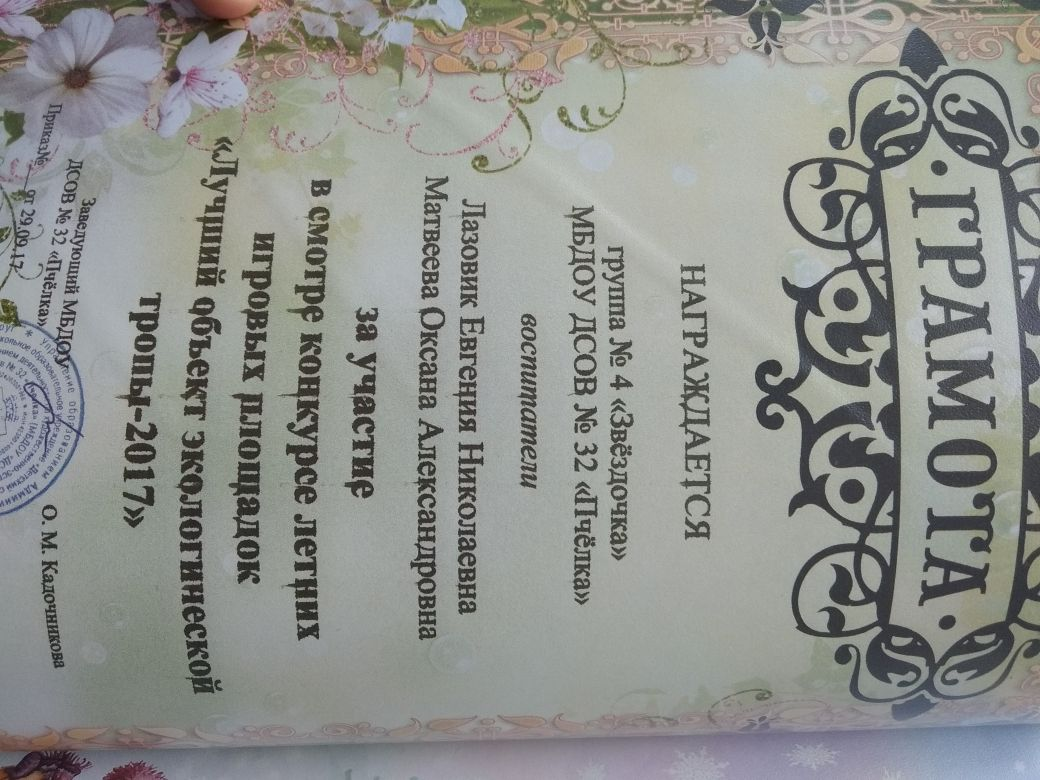 ГРАМОТА
НАГРАЖДАЕТСЯ
группа № 4 «Звёздочка»
МБДОУ ДСОВ № 32 «Пчёлка»
воспитатели
Лазовик Евгения Николаевна
Матвеева Оксана Александровна
за участие
в смотре конкурсе летних
игровых площадок
«Лучший объект экологической
тропы-2017»
Заведующий МБДОУ
ДСОВ № 32 «Пчёлка»
О. М. Кадочникова
Приказ № от 29.09.17